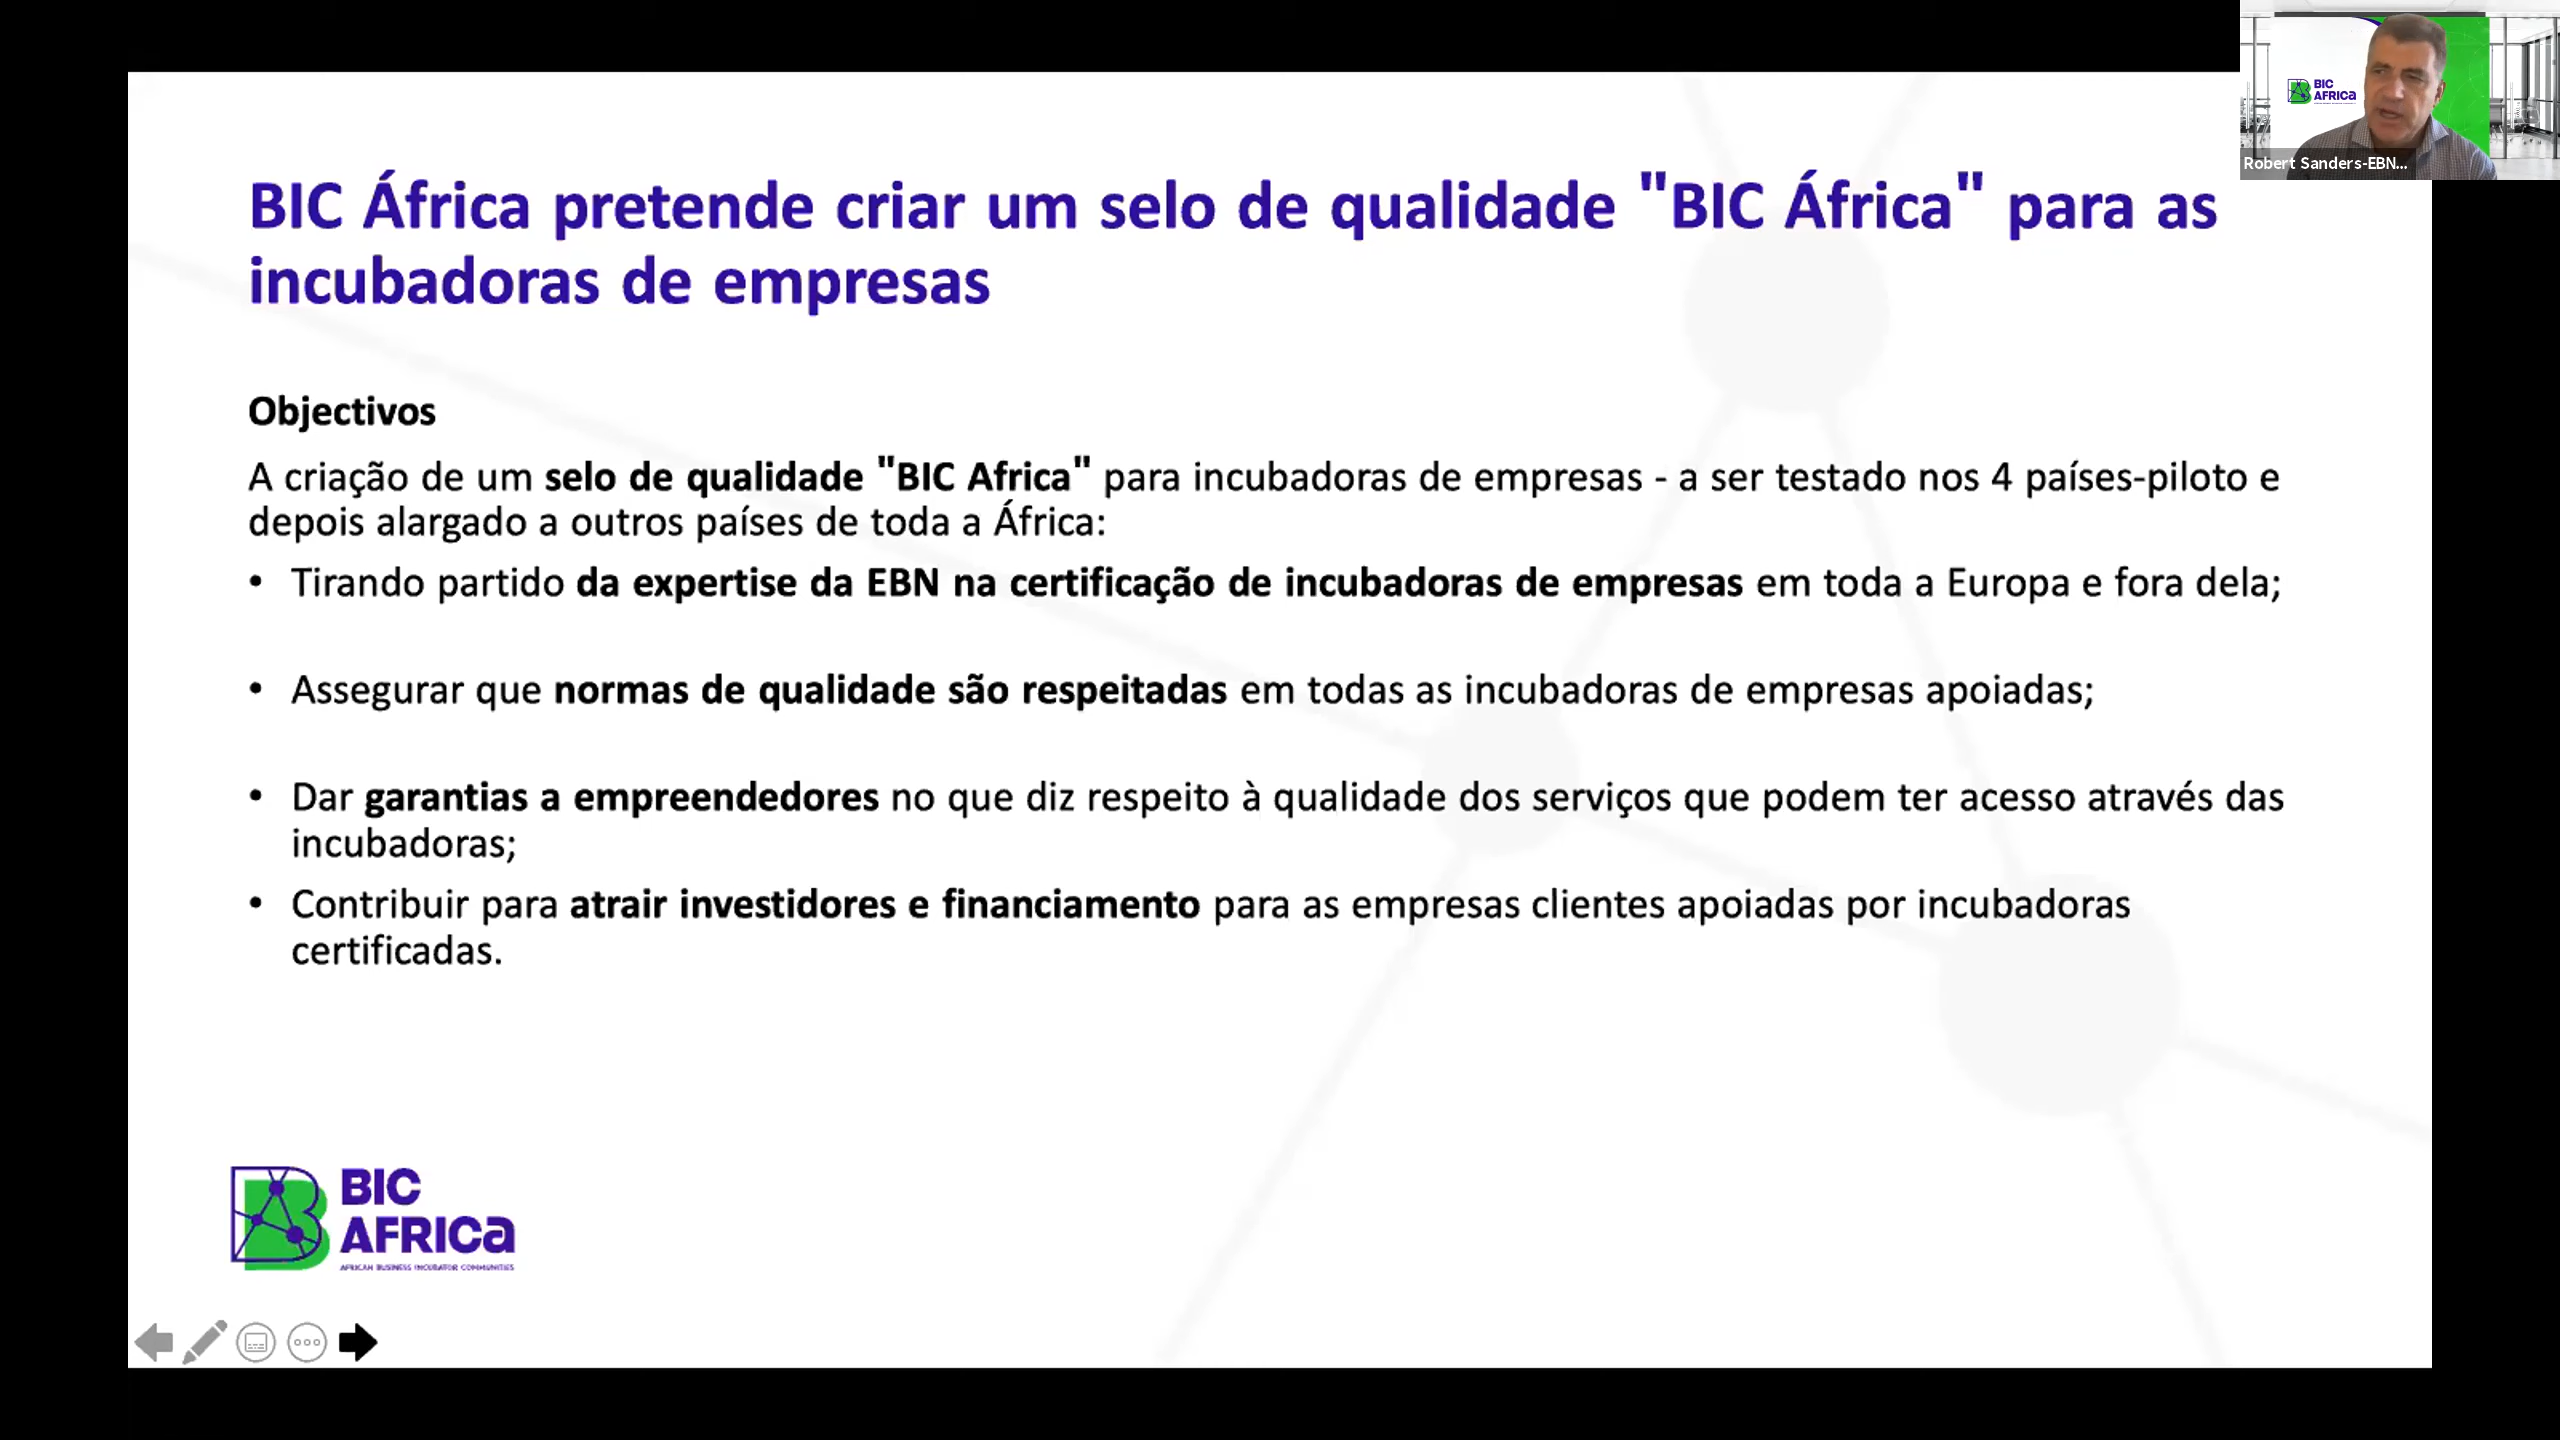 BIC
AFRICA
Robert Sanders-EBN...
BIC África pretende criar um selo de qualidade "BIC África" para as
incubadoras de empresas
Objectivos
A criação de um selo de qualidade "BIC Africa" para incubadoras de empresas - a ser testado nos 4 países-piloto e
depois alargado a outros países de toda a África:
• Tirando partido da expertise da EBN na certificação de incubadoras de empresas em toda a Europa e fora dela;
• Assegurar que normas de qualidade são respeitadas em todas as incubadoras de empresas apoiadas;
• Dar garantias a empreendedores no que diz respeito à qualidade dos serviços que podem ter acesso através das
incubadoras;
• Contribuir para atrair investidores e financiamento para as empresas clientes apoiadas por incubadoras
certificadas.
BIC
AFRICA
AFRICAN BUSINESS INCUBATOR COMMUNITIES